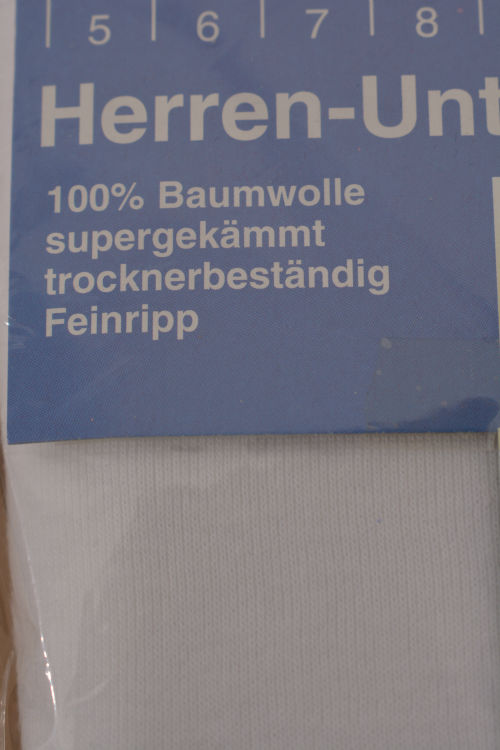 5 6 7 8
Herren-Unt
100% Baumwolle
supergekämmt
trocknerbeständig
Feinripp